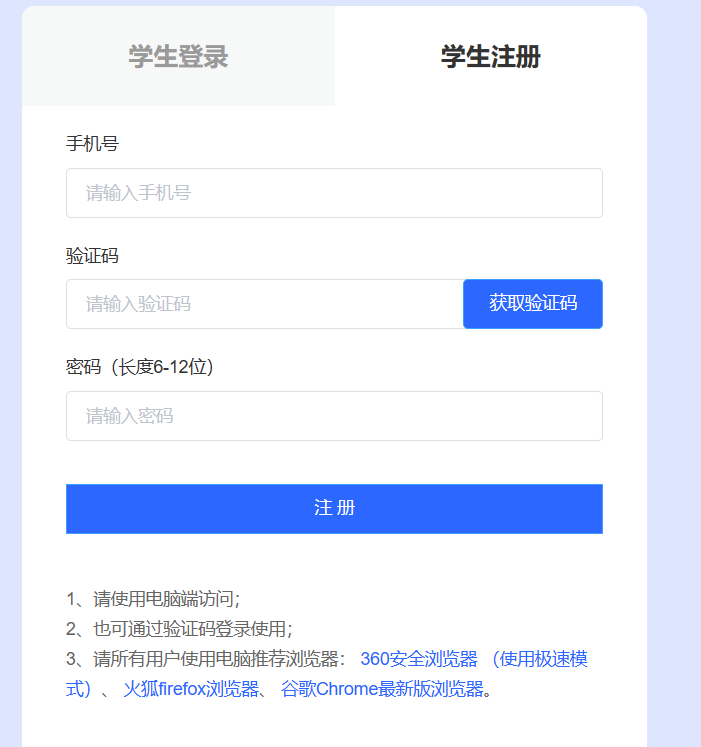 学生登录 学生注册
手机号
请输入手机号
验证码
请输入验证码 获取验证码
密码（长度6-12位）
请输入密码
注 册
1、请使用电脑端访问；
2、也可通过验证码登录使用；
3、请所有用户使用电脑推荐浏览器： 360安全浏览器 （使用极速模
式）、 火狐firefox浏览器、 谷歌Chrome最新版浏览器。